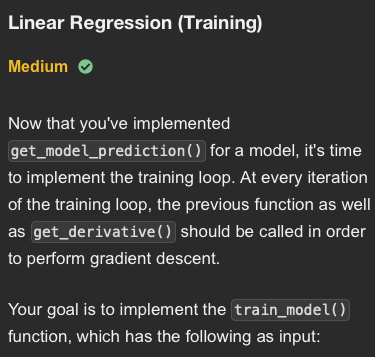 Linear Regression (Training)
Medium
Now that you've implemented
get_model_prediction() for a model, it's time
to implement the training loop. At every iteration
of the training loop, the previous function as well
as get_derivative() should be called in order
to perform gradient descent.
Your goal is to implement the train_model()
function, which has the following as input: